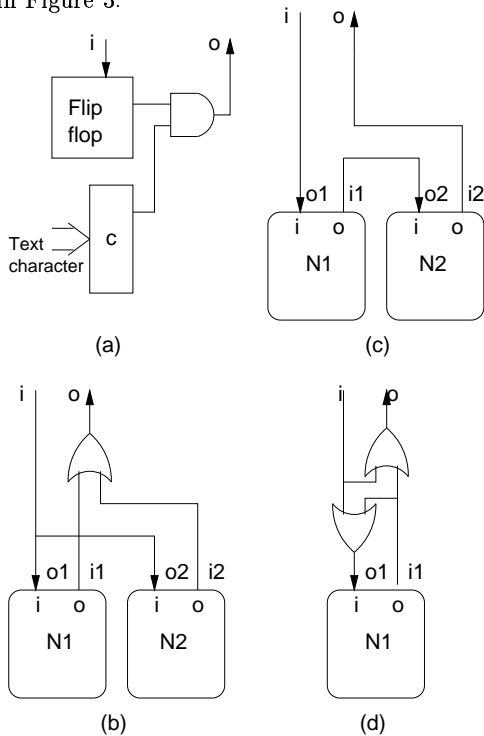 in Figure 3.
i
o
Flip
flop
c
Text
character
(a)
i
o
o1 i1 o2 i2
i o i o
N1 N2
(c)
i o
o1 i1 o2 i2
i o i o
N1 N2
(b)
i o
o1 i1
i o
N1
(d)